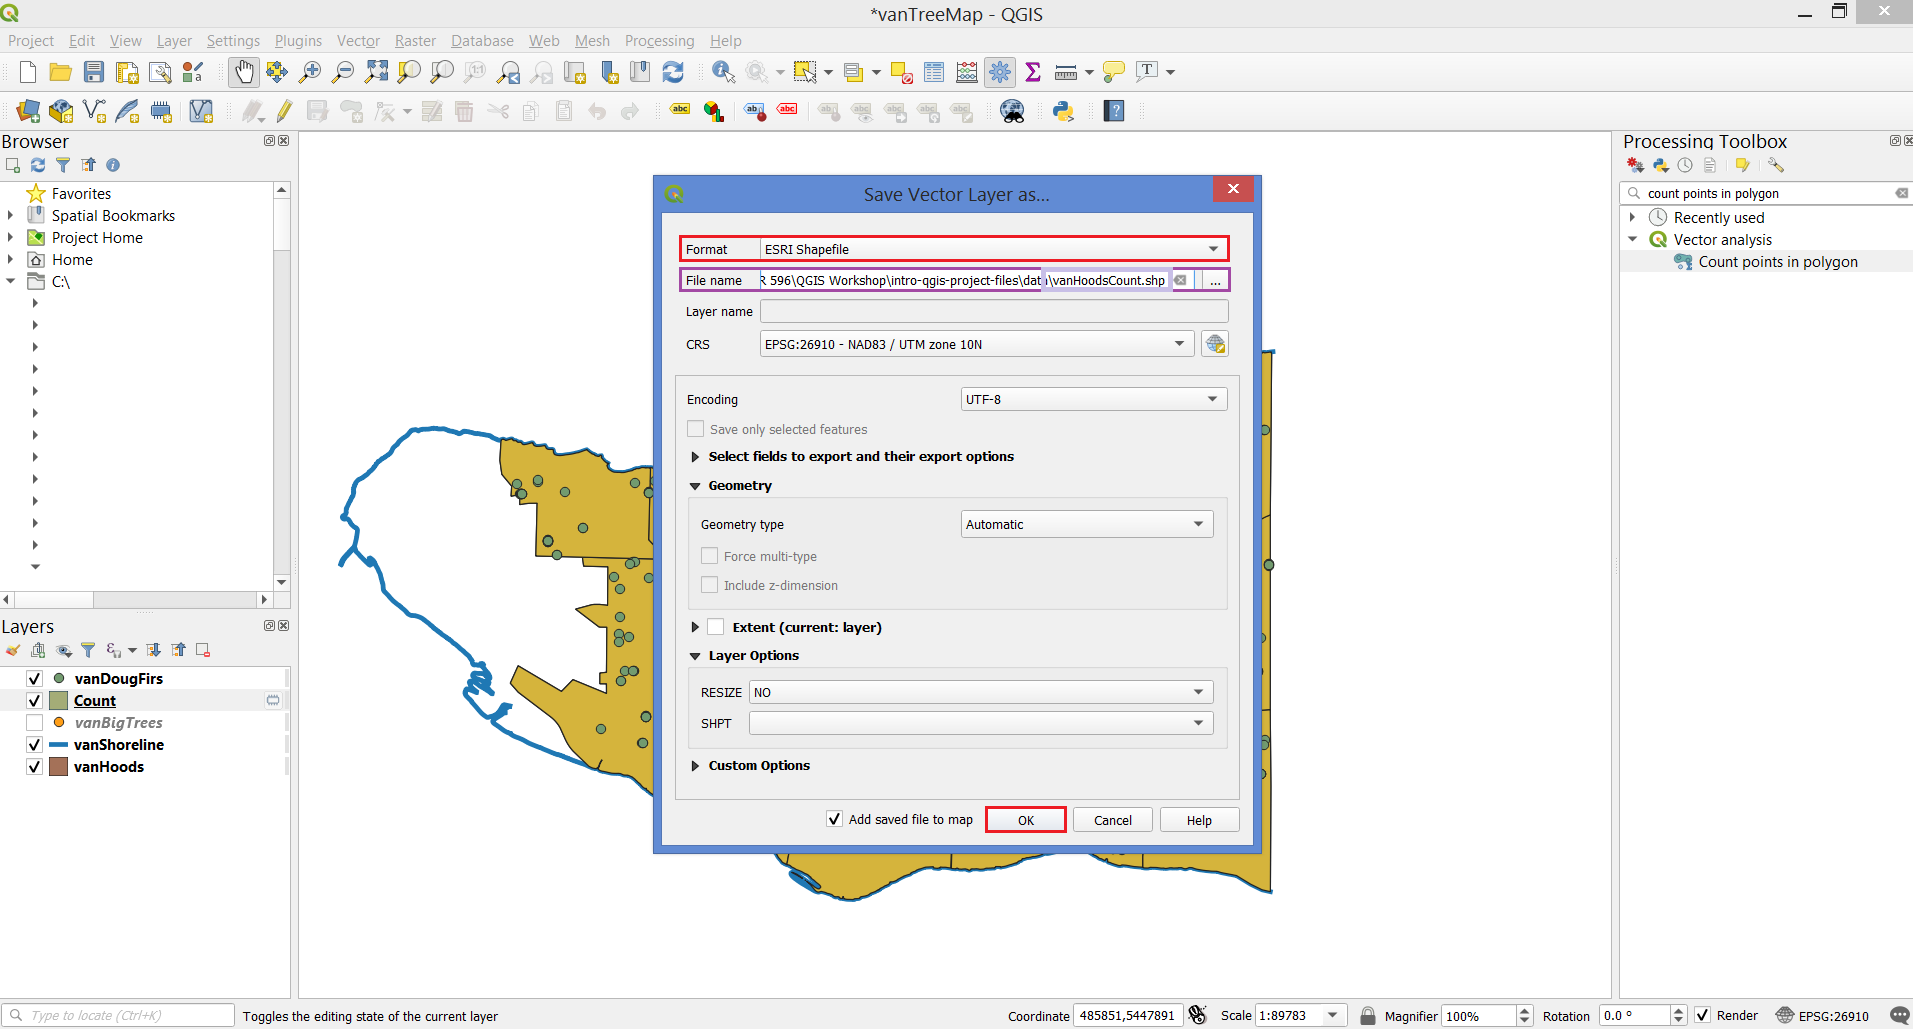 *vanTreeMap - QGIS
Project Edit View Layer Settings Plugins Vector Raster Database Web Mesh Processing Help
Browser
Favorites
Spatial Bookmarks
Project Home
Home
C:\
Layers
vanDougFirs
Count
vanBigTrees
vanShoreline
vanHoods
Save Vector Layer as...
Format ESRI Shapefile
File name R 596\QGIS Workshop\intro-qgis-project-files\data\vanHoodsCount.shp ...
Layer name
CRS EPSG:26910 - NAD83 / UTM zone 10N
Encoding UTF-8
Save only selected features
Select fields to export and their export options
Geometry
Geometry type Automatic
Force multi-type
Include z-dimension
Extent (current: layer)
Layer Options
RESIZE NO
SHPT
Custom Options
Add saved file to map OK Cancel Help
Processing Toolbox
count points in polygon
Recently used
Vector analysis
Count points in polygon
Type to locate (Ctrl+K) Toggles the editing state of the current layer Coordinate 485851,5447891 Scale 1:89783 Magnifier 100% Rotation 0.0 ° Render EPSG:26910